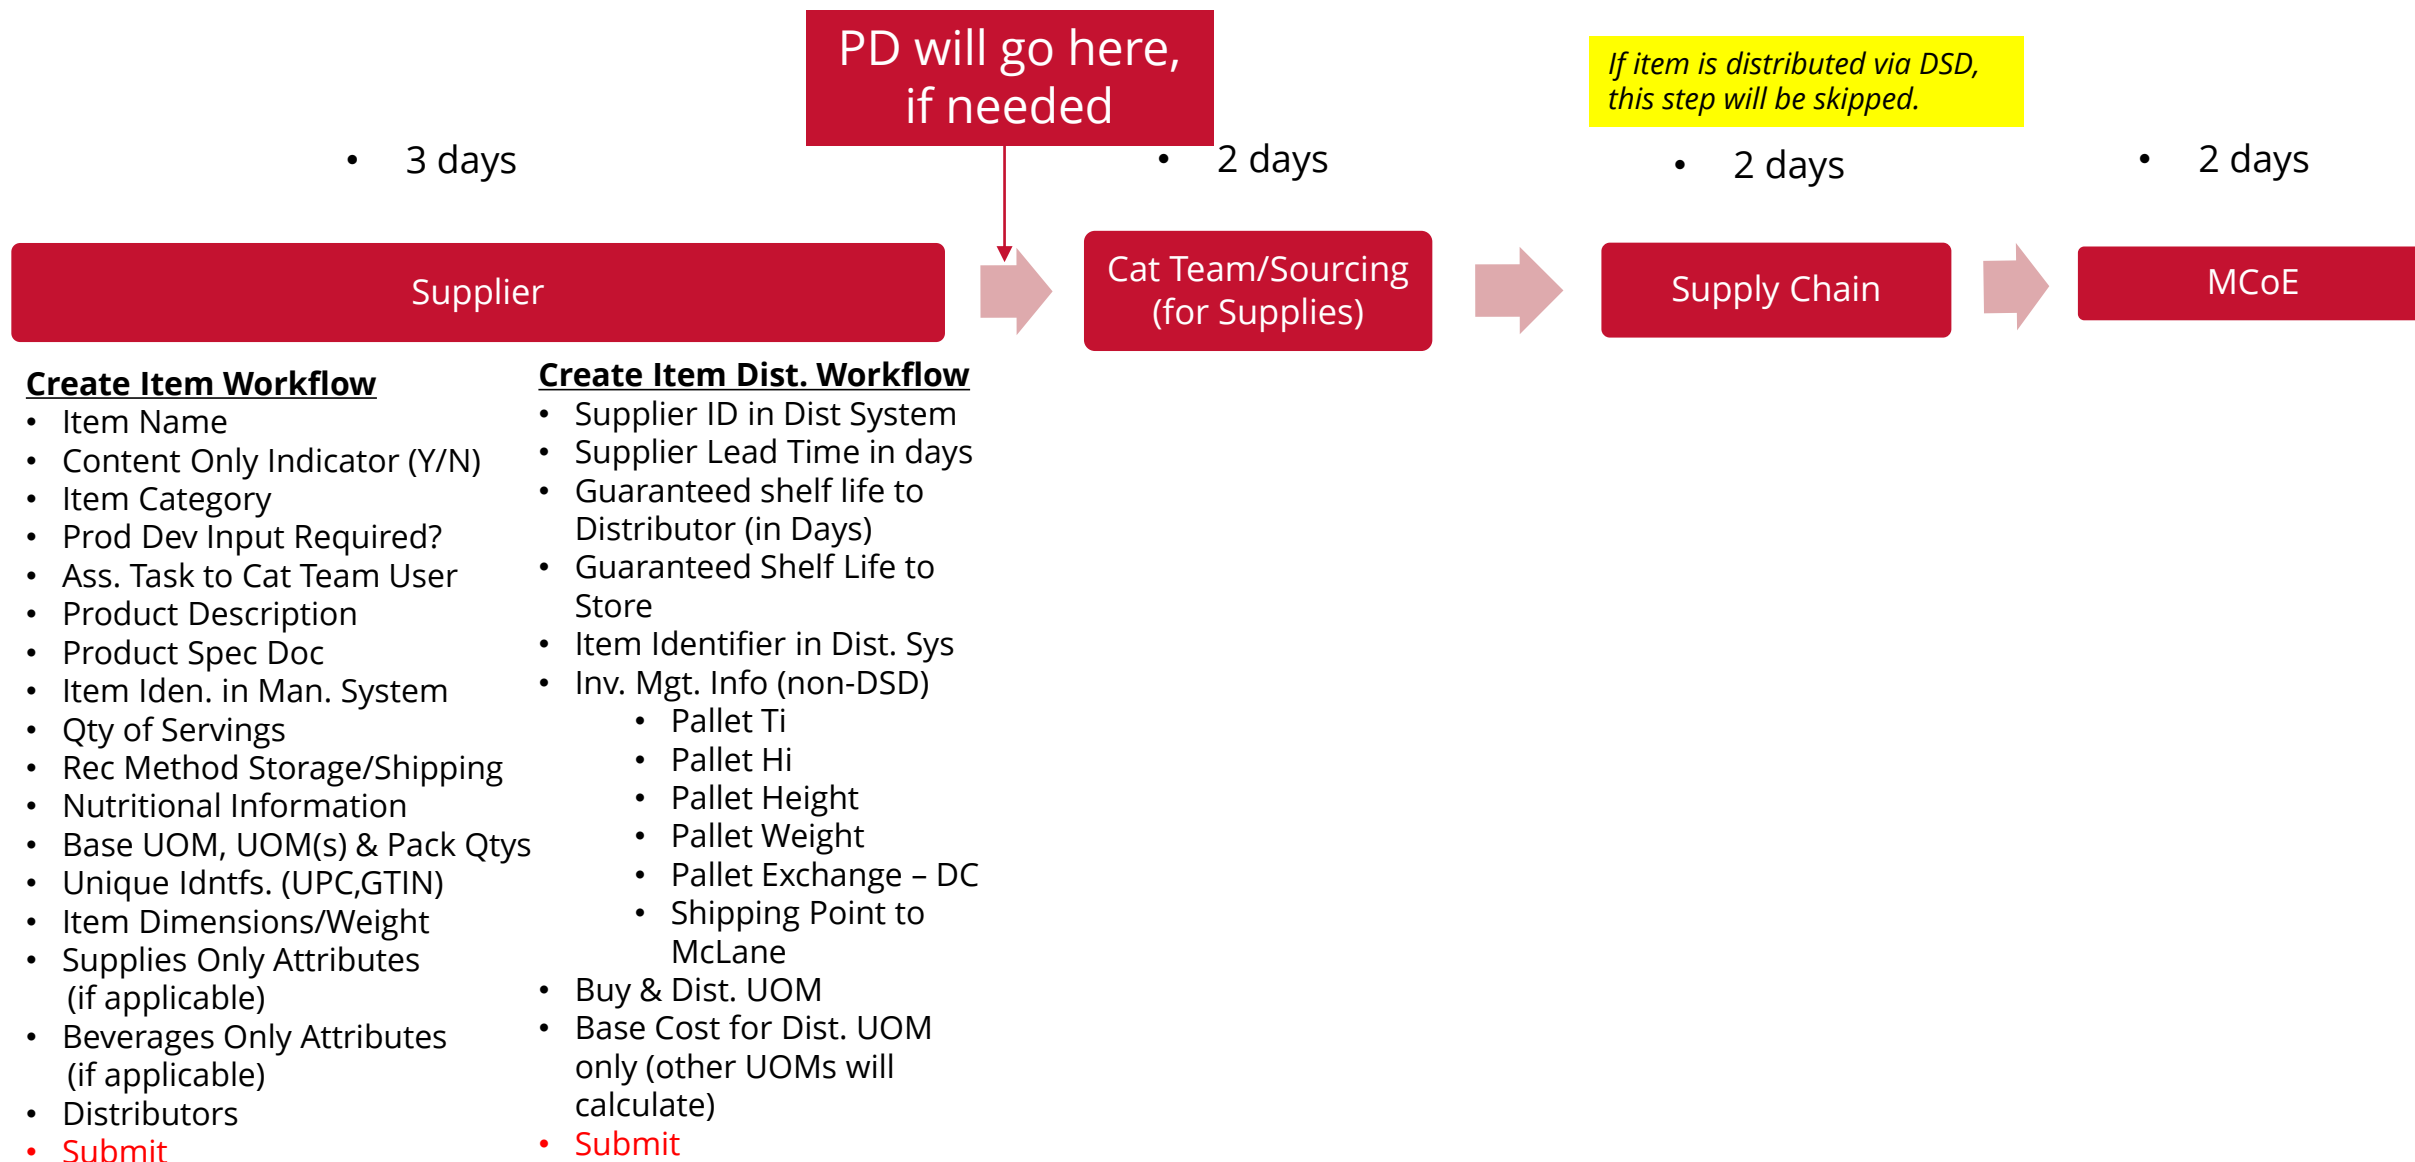 PD will go here,
if needed
If item is distributed via DSD,
this step will be skipped.
• 3 days
• 2 days
• 2 days
• 2 days
Supplier
Cat Team/Sourcing
(for Supplies)
Supply Chain
MCoE
Create Item Workflow
• Item Name
• Content Only Indicator (Y/N)
• Item Category
• Prod Dev Input Required?
• Ass. Task to Cat Team User
• Product Description
• Product Spec Doc
• Item Iden. in Man. System
• Qty of Servings
• Rec Method Storage/Shipping
• Nutritional Information
• Base UOM, UOM(s) & Pack Qtys
• Unique Idntfs. (UPC,GTIN)
• Item Dimensions/Weight
• Supplies Only Attributes
(if applicable)
• Beverages Only Attributes
(if applicable)
• Distributors
• Submit
Create Item Dist. Workflow
• Supplier ID in Dist System
• Supplier Lead Time in days
• Guaranteed shelf life to
Distributor (in Days)
• Guaranteed Shelf Life to
Store
• Item Identifier in Dist. Sys
• Inv. Mgt. Info (non-DSD)
• Pallet Ti
• Pallet Hi
• Pallet Height
• Pallet Weight
• Pallet Exchange – DC
• Shipping Point to
McLane
• Buy & Dist. UOM
• Base Cost for Dist. UOM
only (other UOMs will
calculate)
• Submit